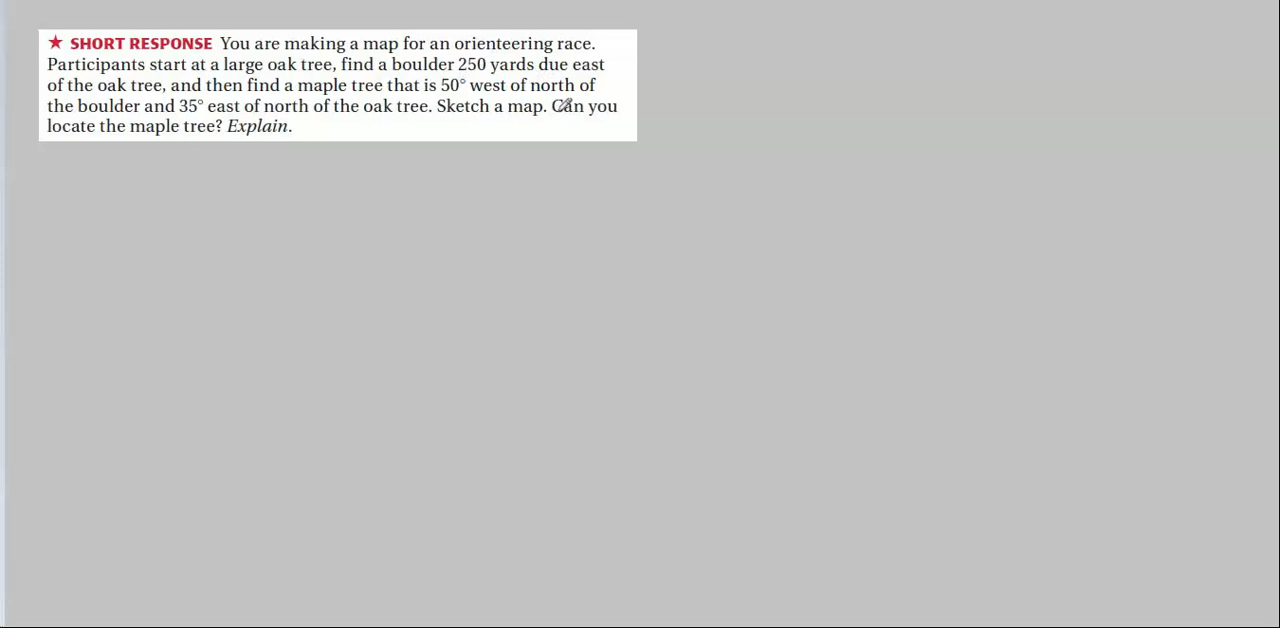 ★ SHORT RESPONSE You are making a map for an orienteering race.
Participants start at a large oak tree, find a boulder 250 yards due east
of the oak tree, and then find a maple tree that is 50° west of north of
the boulder and 35° east of north of the oak tree. Sketch a map. Can you
locate the maple tree? Explain.